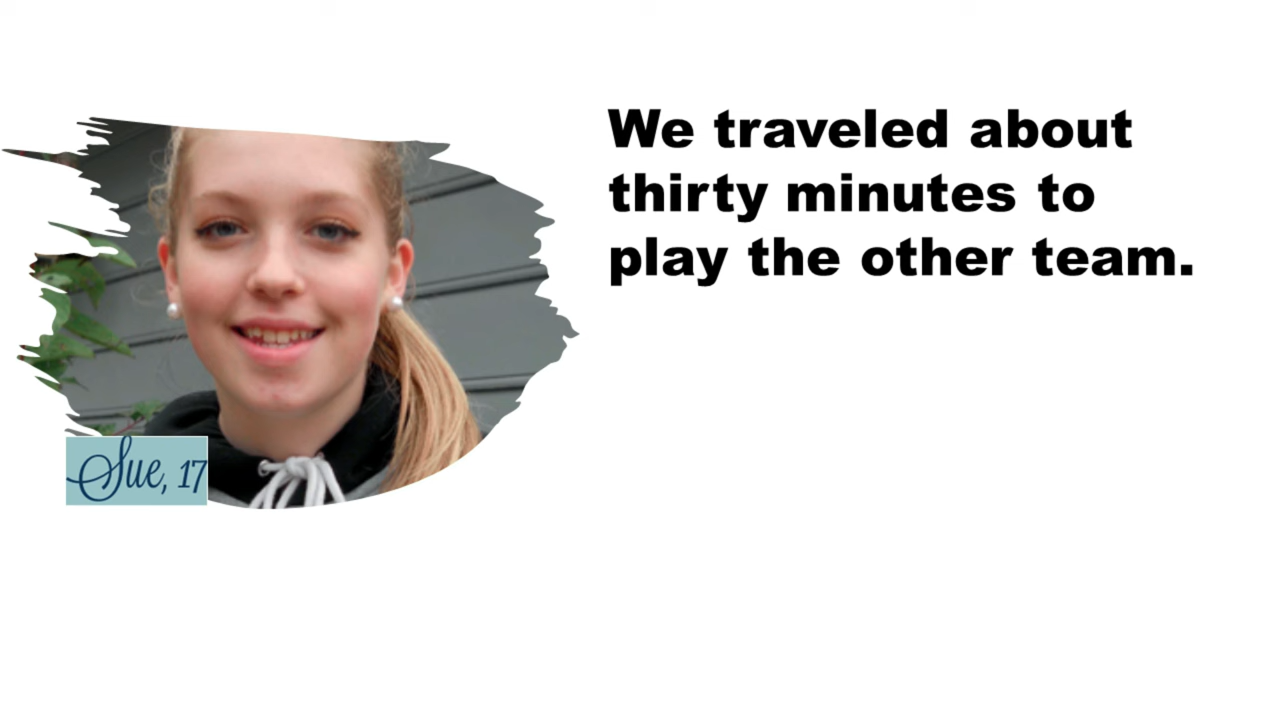 We traveled about
thirty minutes to
play the other team.
Sue, 17